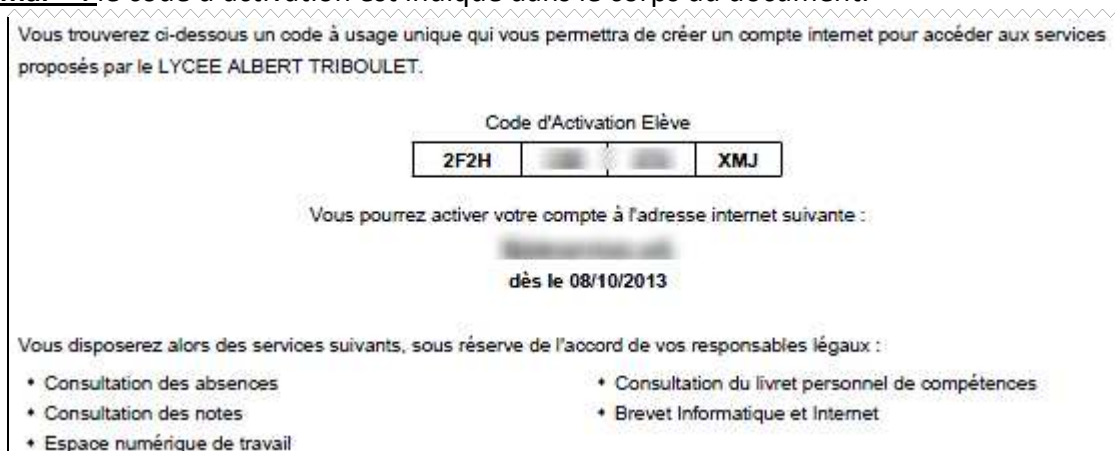 le code d'activation est indiqué dans le corps du document.
Vous trouverez ci-dessous un code à usage unique qui vous permettra de créer un compte internet pour accéder aux services
proposés par le LYCEE ALBERT TRIBOULET.
Code d'Activation Elève
2F2H XMJ
Vous pourrez activer votre compte à l'adresse internet suivante :
dès le 08/10/2013
Vous disposerez alors des services suivants, sous réserve de l'accord de vos responsables légaux :
• Consultation des absences
• Consultation des notes
• Espace numérique de travail
• Consultation du livret personnel de compétences
• Brevet Informatique et Internet